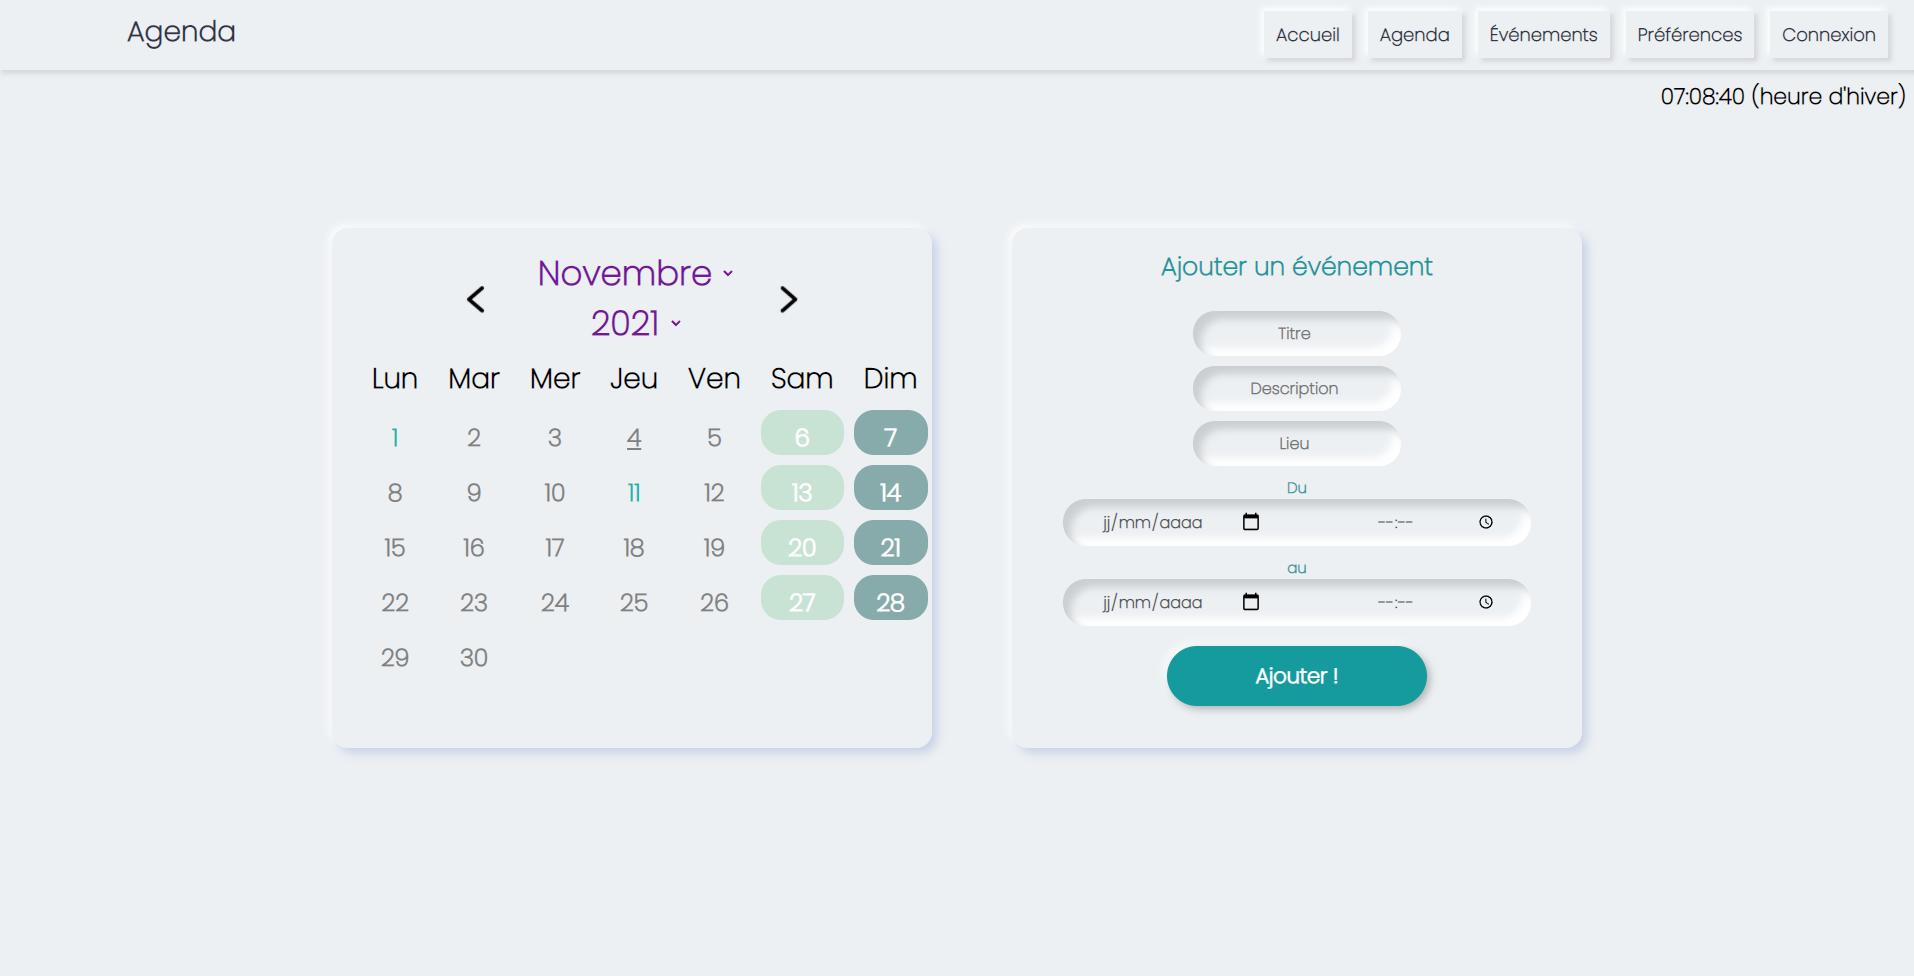 Agenda
Accueil Agenda Événements Préférences Connexion
07:08:40 (heure d'hiver)
Novembre
2021
Lun Mar Mer Jeu Ven Sam Dim
1 2 3 4 5 6 7
8 9 10 11 12 13 14
15 16 17 18 19 20 21
22 23 24 25 26 27 28
29 30
Ajouter un événement
Titre
Description
Lieu
Du
jj/mm/aaaa --:--
au
jj/mm/aaaa --:--
Ajouter !